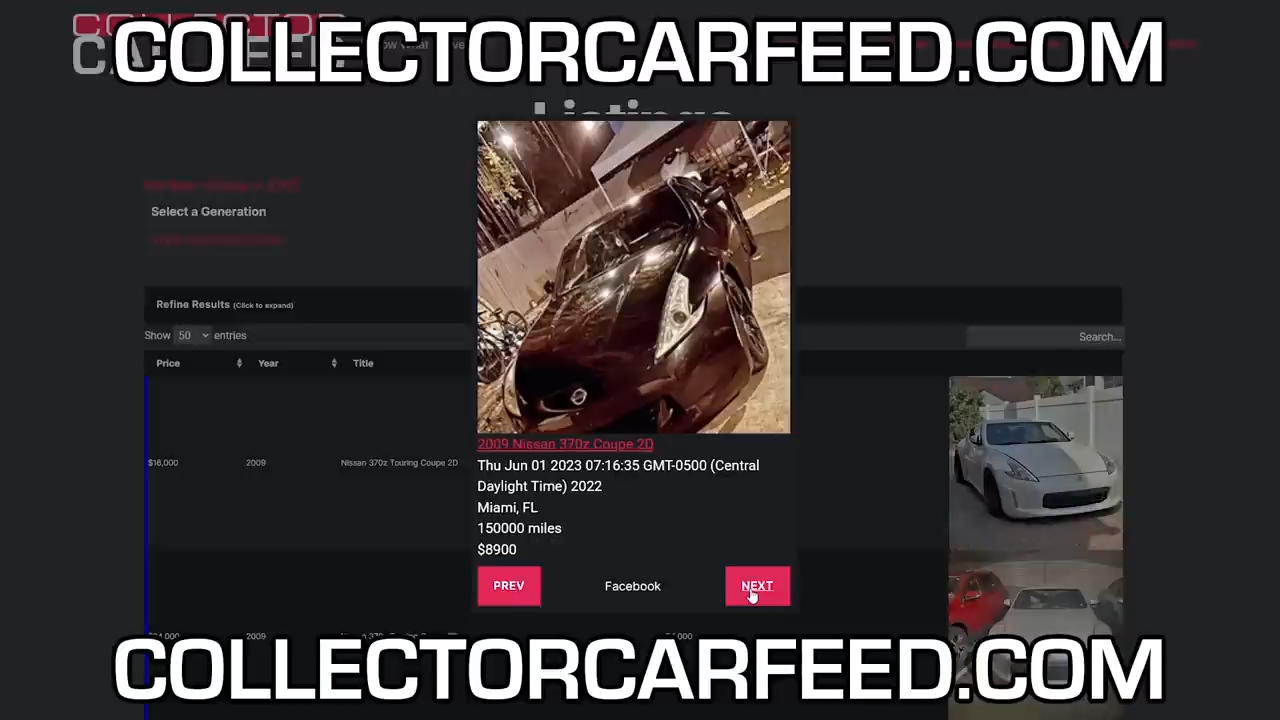 COLLECTORCARFEED.COM
Listings
Select a Generation
Refine Results (Click to expand)
Show 50 entries
Search...
Price Year Title
$16,000 2009 Nissan 370z Touring Coupe 2D
2009 Nissan 370z Coupe 2D
Thu Jun 01 2023 07:16:35 GMT-0500 (Central
Daylight Time) 2022
Miami, FL
150000 miles
$8900
PREV Facebook NEXT
2009
COLLECTORCARFEED.COM